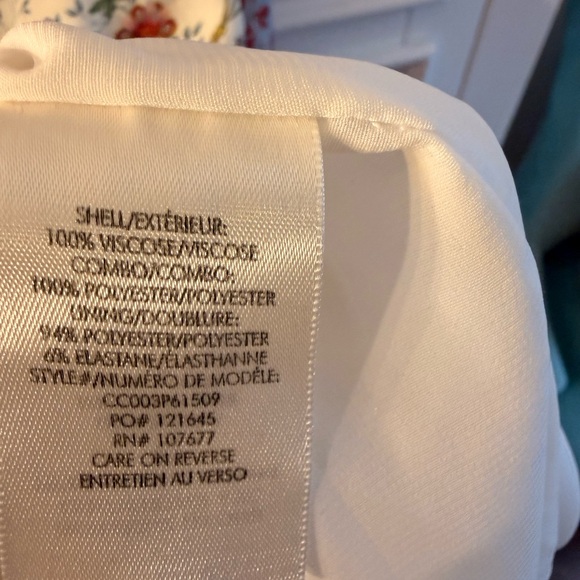 SHELL/EXTÉRIEUR:
100% VISCOSE/VISCOSE
COMBO/COMBO:
100% POLYESTER/POLYESTER
LINING/DOUBLURE:
94% POLYESTER/POLYESTER
6% ELASTANE/ÉLASTHANNE
STYLE#/NUMÉRO DE MODÉLE:
CC003P61509
PO# 121645
RN# 107677
CARE ON REVERSE
ENTRETIEN AU VERSO